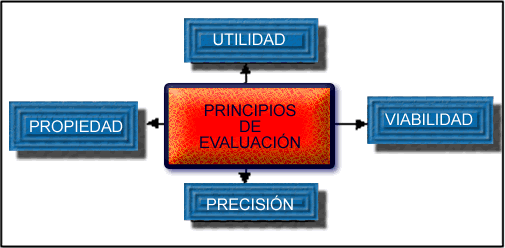 UTILIDAD
PROPIEDAD
PRINCIPIOS
DE
EVALUACIÓN
VIABILIDAD
PRECISIÓN